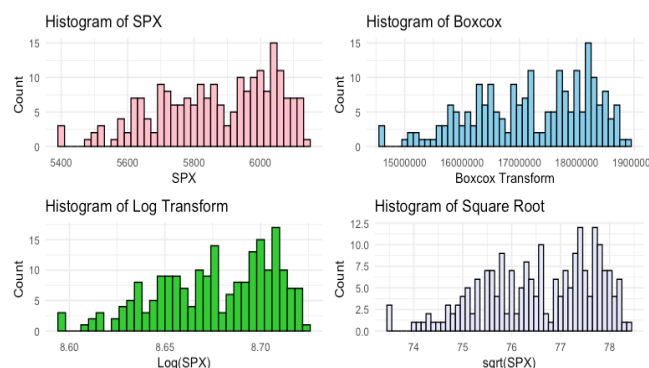 Histogram of SPX
15
10
5
0
Count
5400 5600 5800 6000
SPX
Histogram of Boxcox
15
10
5
0
Count
15000000 16000000 17000000 18000000 1900000
Boxcox Transform
Histogram of Log Transform
15
10
5
0
Count
8.60 8.65 8.70
Log(SPX)
Histogram of Square Root
12.5
10.0
7.5
5.0
2.5
0.0
Count
74 75 76 77 78
sqrt(SPX)